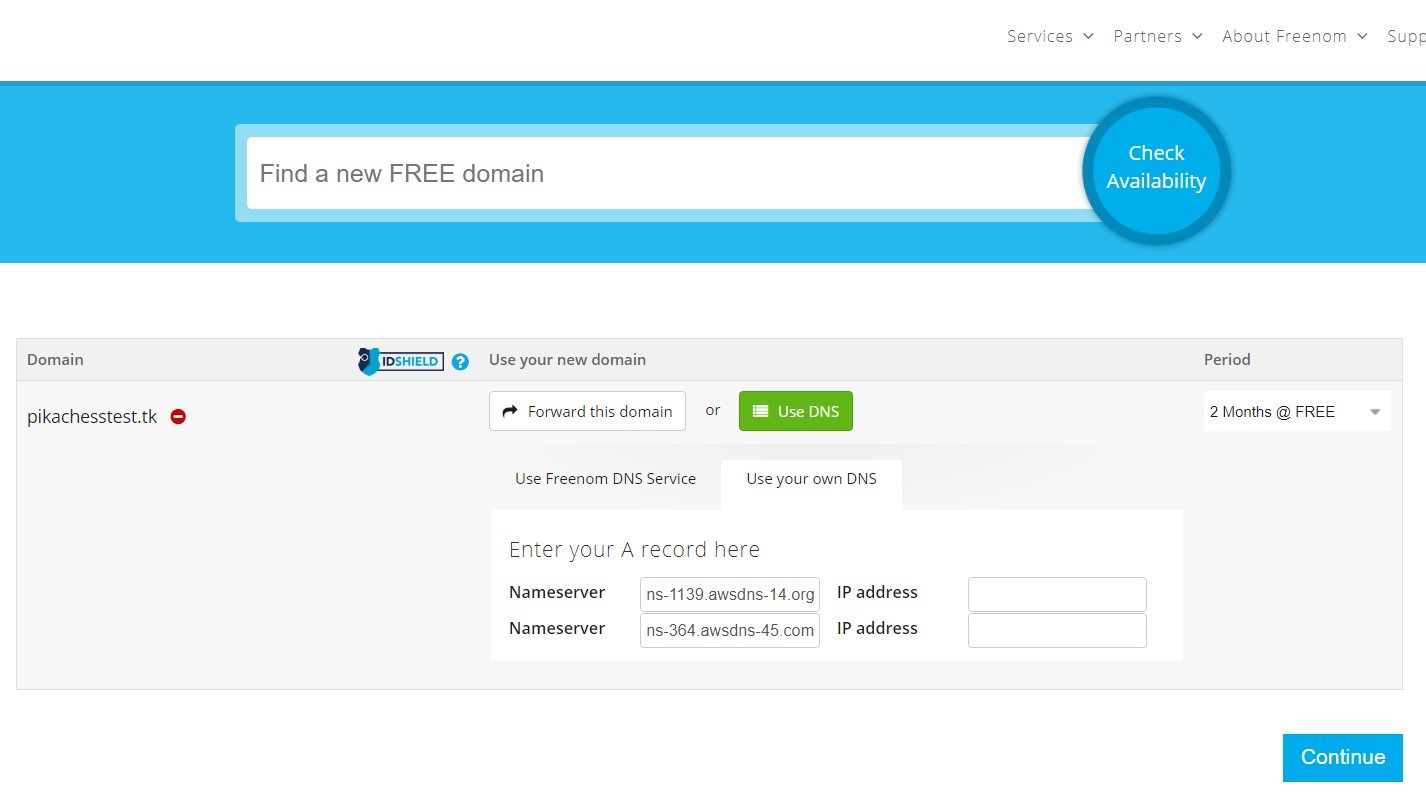 Services Partners About Freenom Supp
Find a new FREE domain
Check
Availability
Domain IDSHIELD ? Use your new domain Period
pikachesstest.tk Forward this domain or Use DNS 2 Months @ FREE
Use Freenom DNS Service Use your own DNS
Enter your A record here
Nameserver ns-1139.awsdns-14.org IP address
Nameserver ns-364.awsdns-45.com IP address
Continue